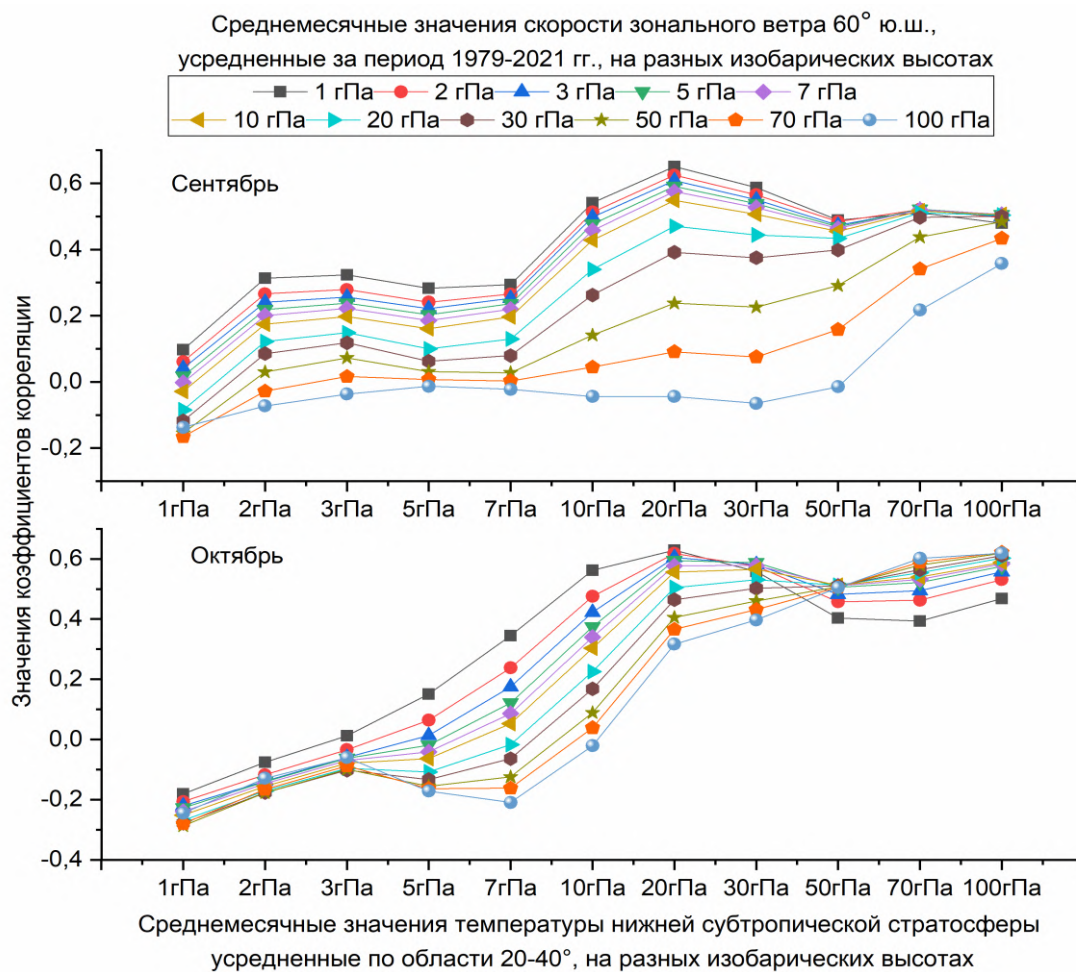 Среднемесячные значения скорости зонального ветра 60° ю.ш.,
усредненные за период 1979-2021 гг., на разных изобарических высотах
1 гПа 2 гПа 3 гПа 5 гПа 7 гПа
10 гПа 20 гПа 30 гПа 50 гПа 70 гПа 100 гПа
Значения коэффициентов корреляции
Сентябрь
0,6
0,4
0,2
0,0
-0,2
1гПа 2гПа 3гПа 5гПа 7гПа 10гПа 20гПа 30гПа 50гПа 70гПа 100гПа
Октябрь
0,6
0,4
0,2
0,0
-0,2
-0,4
1гПа 2гПа 3гПа 5гПа 7гПа 10гПа 20гПа 30гПа 50гПа 70гПа 100гПа
Среднемесячные значения температуры нижней субтропической стратосферы
усредненные по области 20-40°, на разных изобарических высотах